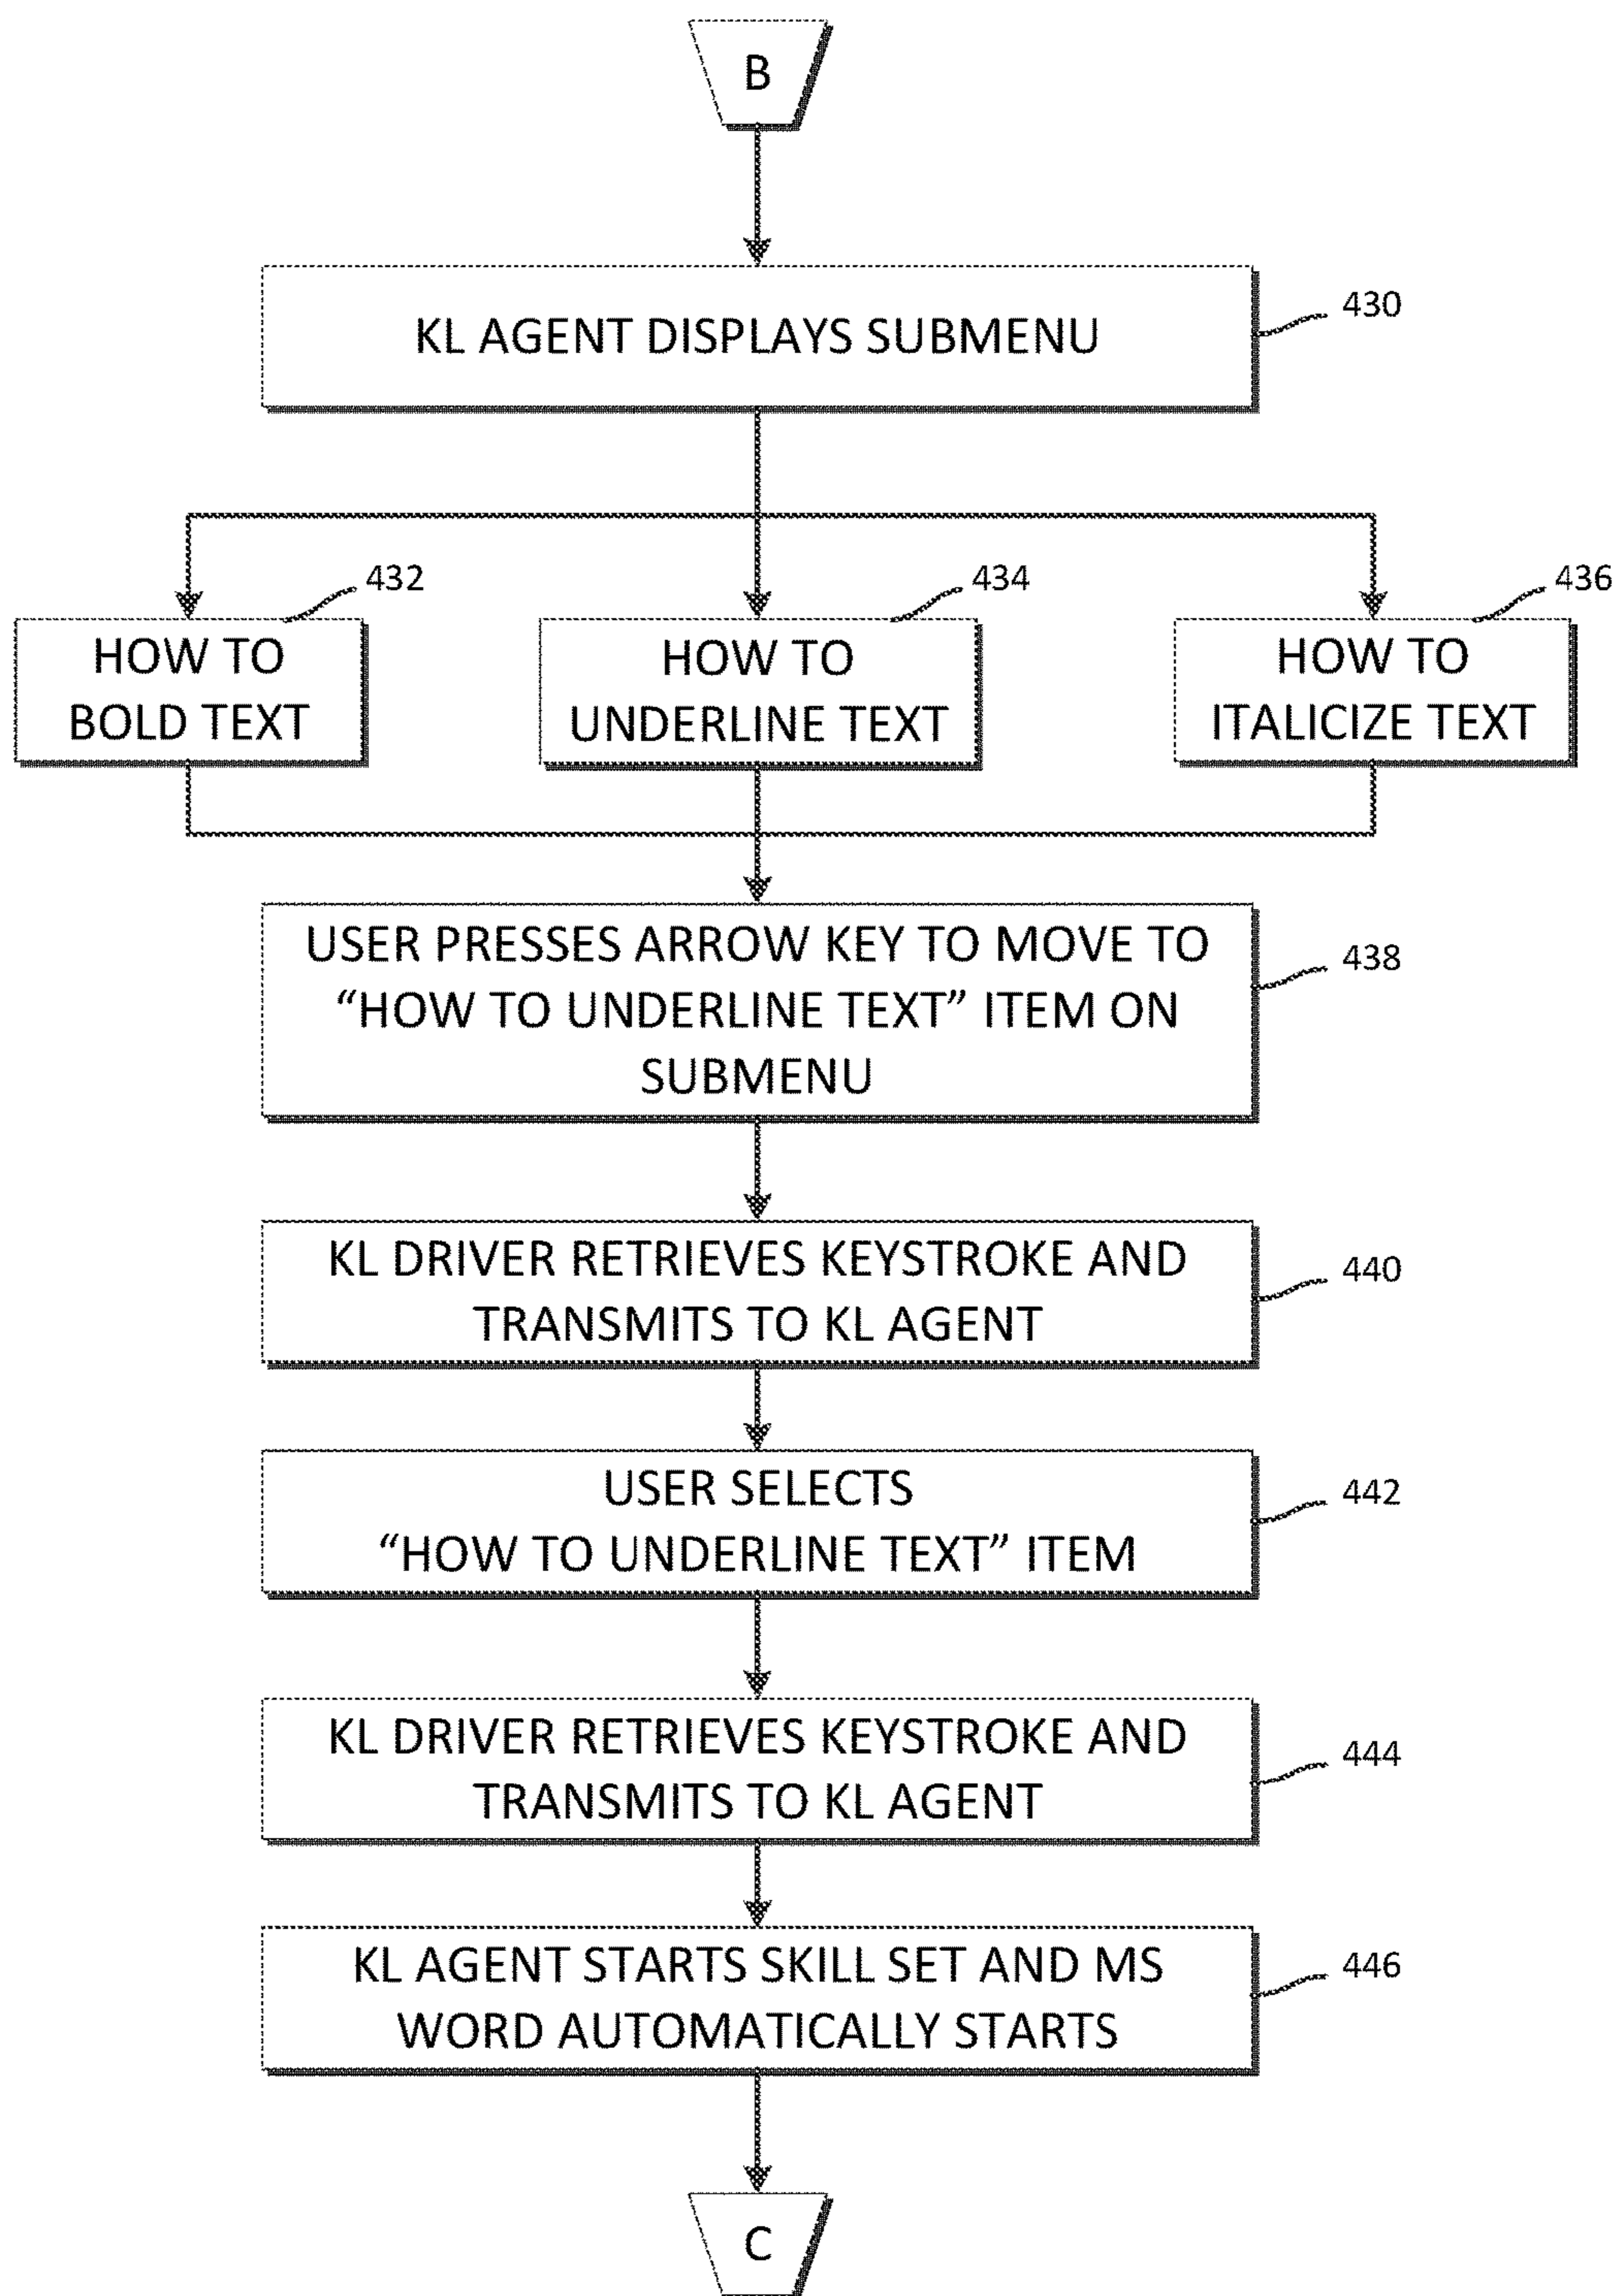 B
KL AGENT DISPLAYS SUBMENU
430
432
434
436
HOW TO
BOLD TEXT
HOW TO
UNDERLINE TEXT
HOW TO
ITALICIZE TEXT
USER PRESSES ARROW KEY TO MOVE TO
“HOW TO UNDERLINE TEXT” ITEM ON
SUBMENU
438
KL DRIVER RETRIEVES KEYSTROKE AND
TRANSMITS TO KL AGENT
440
USER SELECTS
“HOW TO UNDERLINE TEXT” ITEM
442
KL DRIVER RETRIEVES KEYSTROKE AND
TRANSMITS TO KL AGENT
444
KL AGENT STARTS SKILL SET AND MS
WORD AUTOMATICALLY STARTS
446
C